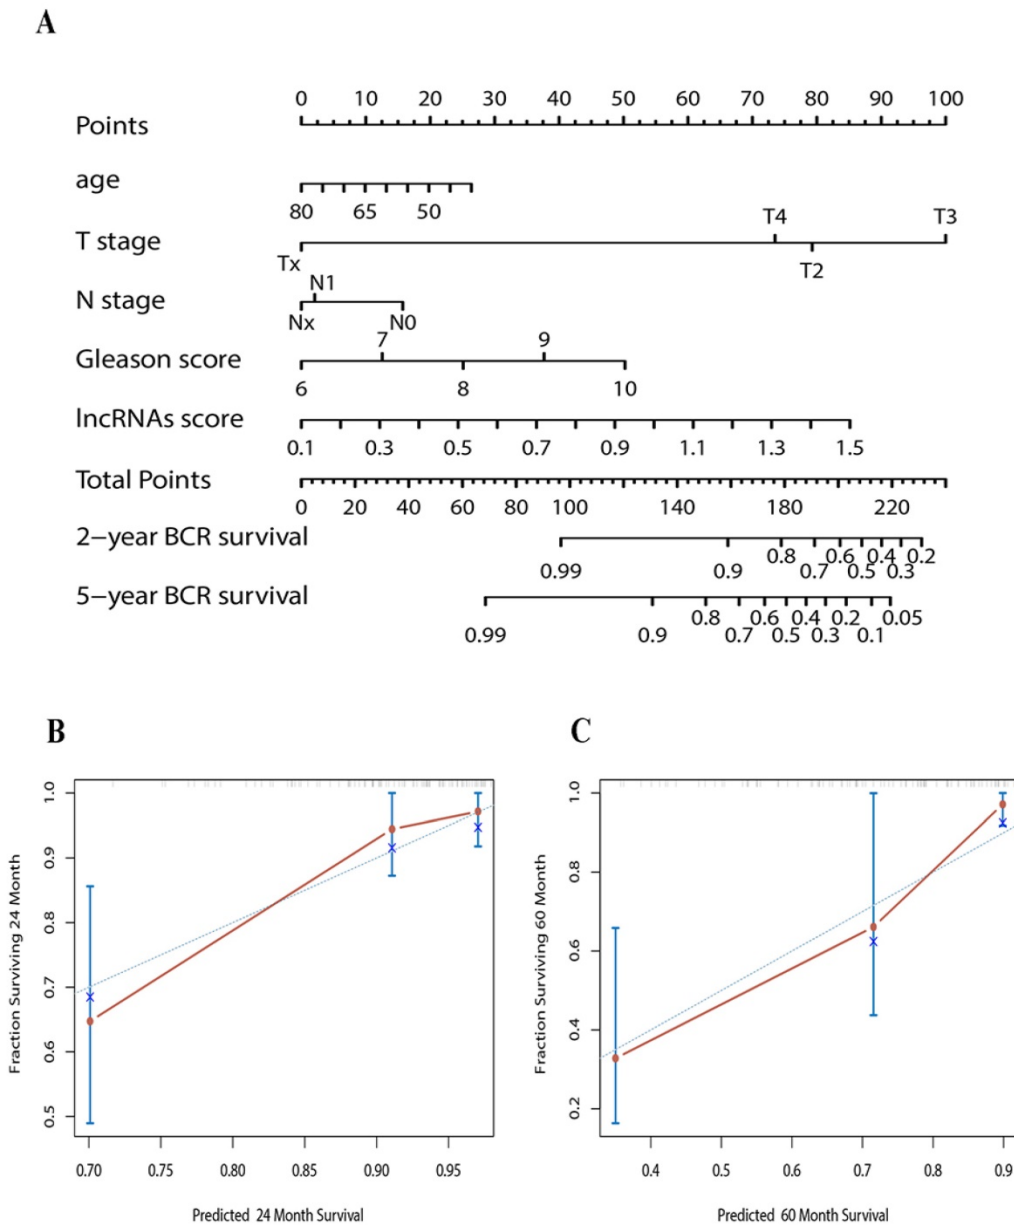 A
0 10 20 30 40 50 60 70 80 90 100
Points
age
80 65 50
T4 T3
T stage
Tx T2
N1
N stage
Nx N0
7 9
Gleason score
6 8 10
lncRNAs score
0.1 0.3 0.5 0.7 0.9 1.1 1.3 1.5
Total Points
0 20 40 60 80 100 140 180 220
2−year BCR survival
0.8 0.6 0.4 0.2
0.99 0.9 0.7 0.5 0.3
5−year BCR survival
0.8 0.6 0.4 0.2 0.05
0.99 0.9 0.7 0.5 0.3 0.1
B
Fraction Surviving 24 Month
1.0
0.9
0.8
0.7
0.6
0.5
0.70 0.75 0.80 0.85 0.90 0.95
Predicted 24 Month Survival
C
Fraction Surviving 60 Month
1.0
0.8
0.6
0.4
0.2
0.4 0.5 0.6 0.7 0.8 0.9
Predicted 60 Month Survival